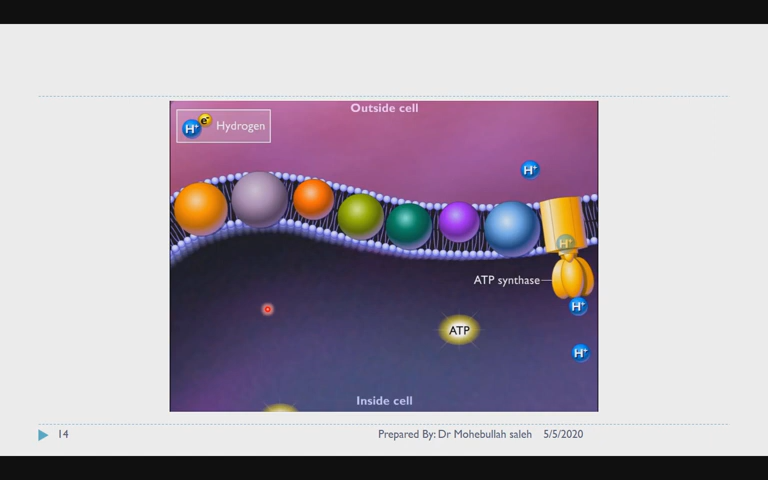 Outside cell
H⁺ e⁻ Hydrogen
H⁺
H⁺
ATP synthase
H⁺
ATP
H⁺
Inside cell
14 Prepared By: Dr Mohebullah saleh 5/5/2020